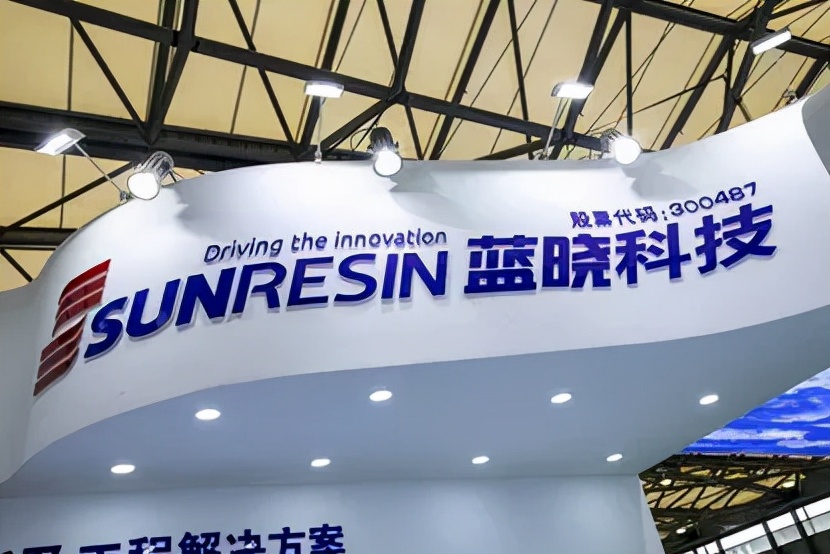 Driving the innovation
SUNRESIN
股票代码:300487
蓝晓科技
工程解决方案